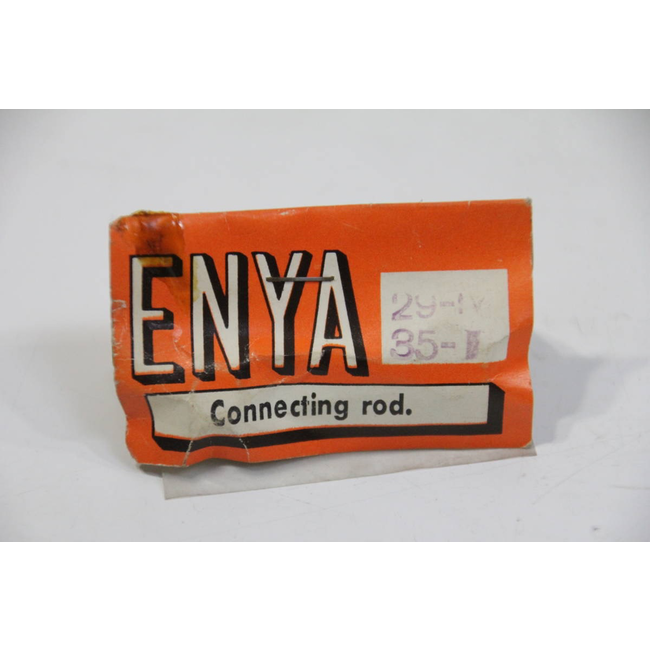 ENYA
29-IV
35-I
Connecting rod.